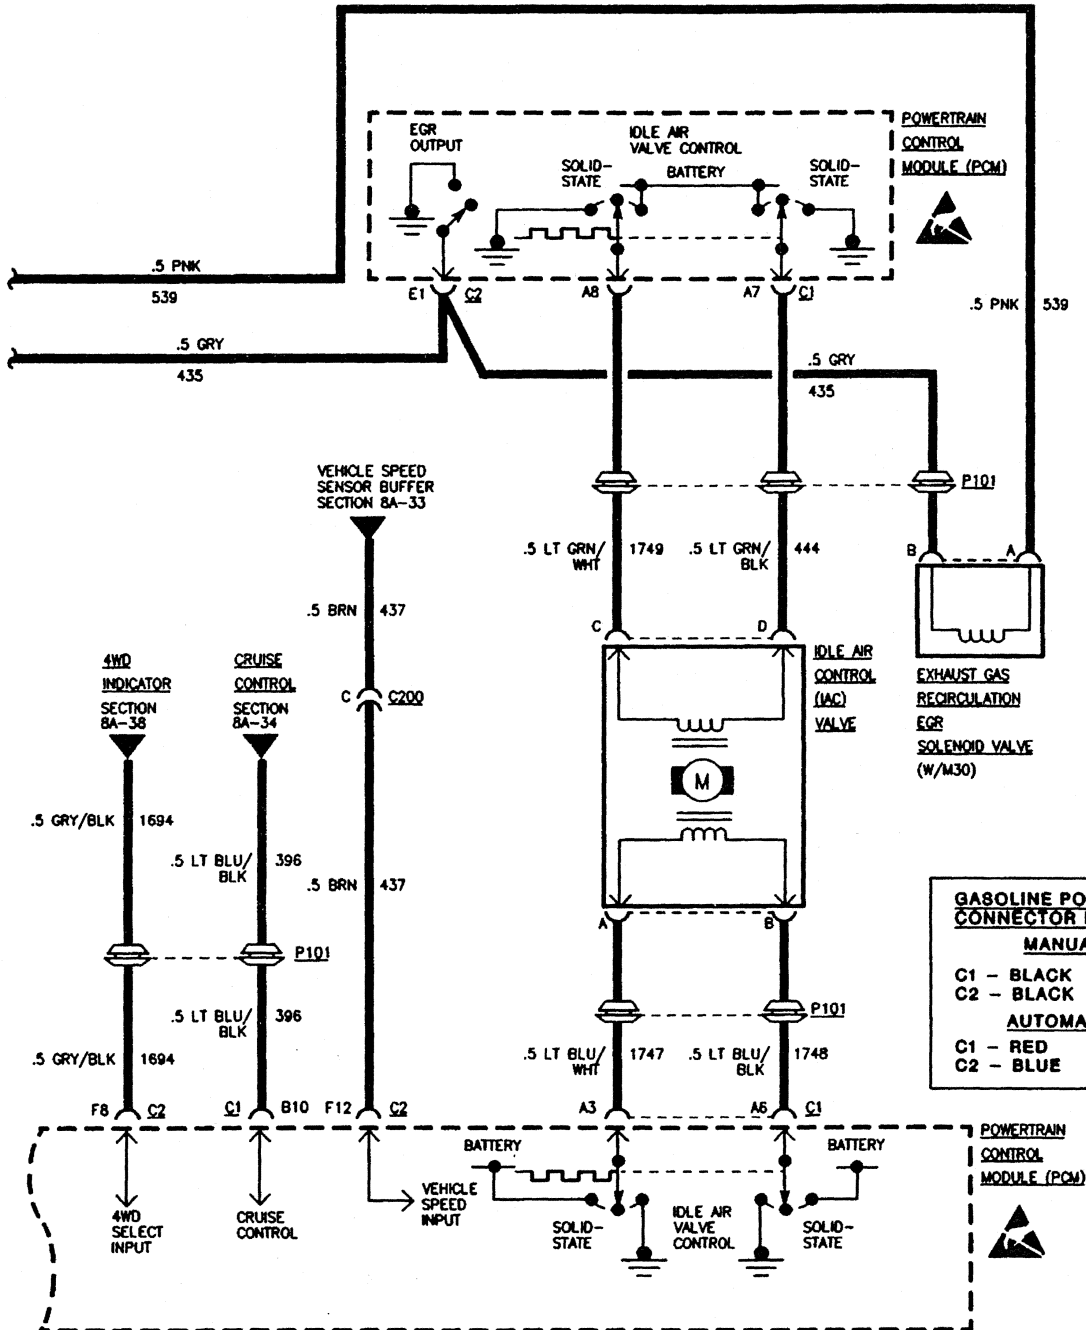 EGR
OUTPUT
IDLE AIR
VALVE CONTROL
SOLID-
STATE
BATTERY
SOLID-
STATE
POWERTRAIN
CONTROL
MODULE (PCM)
.5 PNK
539
E1
C2
A8
A7
C1
.5 PNK
539
.5 GRY
435
.5 GRY
435
VEHICLE SPEED
SENSOR BUFFER
SECTION 8A-33
P101
.5 LT GRN/
WHT
1749
.5 LT GRN/
BLK
444
B
A
.5 BRN
437
C
D
4WD
INDICATOR
SECTION
8A-38
CRUISE
CONTROL
SECTION
8A-34
C
C200
IDLE AIR
CONTROL
(IAC)
VALVE
EXHAUST GAS
RECIRCULATION
EGR
SOLENOID VALVE
(W/M30)
M
.5 GRY/BLK
1694
.5 LT BLU/
BLK
396
.5 BRN
437
A
B
GASOLINE PO
CONNECTOR
MANUA
C1 - BLACK
C2 - BLACK
AUTOMA
C1 - RED
C2 - BLUE
P101
P101
.5 LT BLU/
BLK
396
.5 GRY/BLK
1694
.5 LT BLU/
WHT
1747
.5 LT BLU/
BLK
1748
F8
C2
C1
B10
F12
C2
A3
A6
C1
POWERTRAIN
CONTROL
MODULE (PCM)
BATTERY
BATTERY
4WD
SELECT
INPUT
CRUISE
CONTROL
VEHICLE
SPEED
INPUT
SOLID-
STATE
IDLE AIR
VALVE
CONTROL
SOLID-
STATE